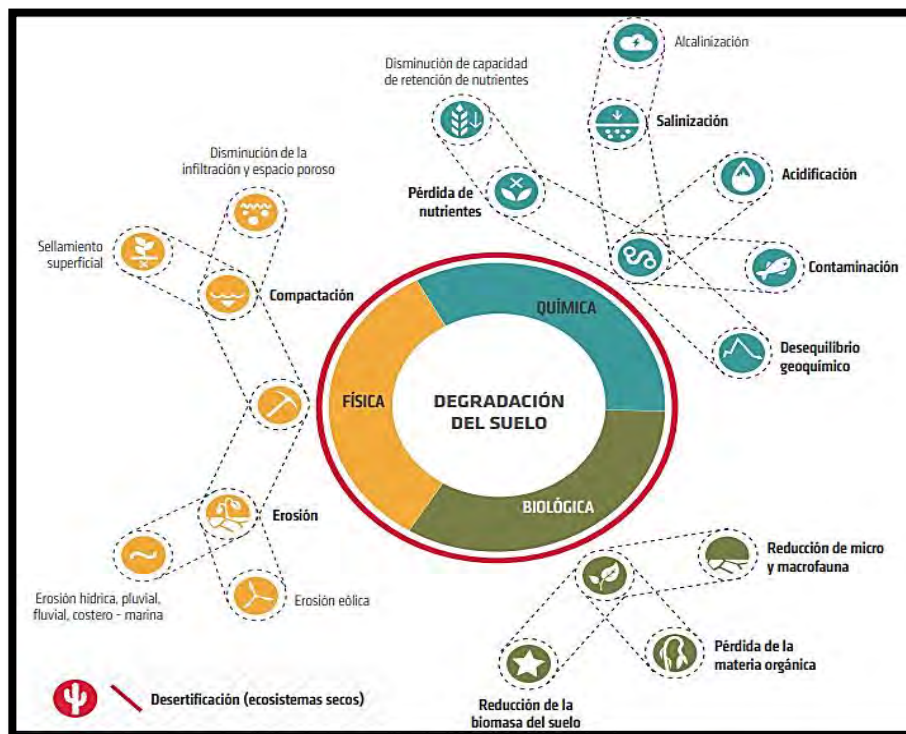 Alcalinización
Disminución de capacidad
de retención de nutrientes
Salinización
Disminución de la
infiltración y espacio poroso
Acidificación
Pérdida de
nutrientes
Sellamiento
superficial
Contaminación
Compactación
QUÍMICA
Desequilibrio
geoquímico
FÍSICA
DEGRADACIÓN
DEL SUELO
BIOLÓGICA
Erosión
Reducción de micro
y macrofauna
Erosión hídrica, pluvial,
fluvial, costero - marina
Erosión eólica
Pérdida de la
materia orgánica
Desertificación (ecosistemas secos)
Reducción de la
biomasa del suelo